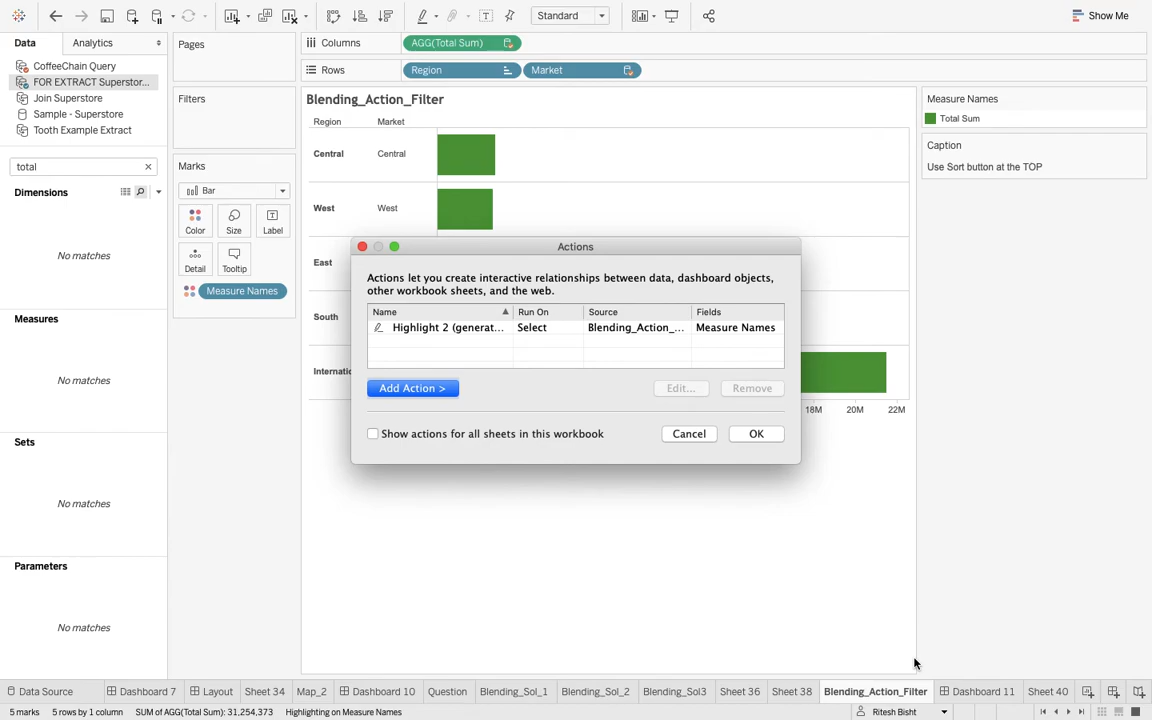 Standard
Show Me
Data
Analytics
Pages
Columns
AGG(Total Sum)
Rows
Region
Market
CoffeeChain Query
FOR EXTRACT Superstor...
Join Superstore
Sample - Superstore
Tooth Example Extract
Filters
Blending_Action_Filter
Region
Market
Measure Names
Total Sum
Caption
Use Sort button at the TOP
total
Dimensions
No matches
Measures
No matches
Sets
No matches
Parameters
No matches
Marks
Bar
Color
Size
Label
Detail
Tooltip
Measure Names
Central
Central
West
West
East
South
18M
20M
22M
Actions
Actions let you create interactive relationships between data, dashboard objects,
other workbook sheets, and the web.
Name
Run On
Source
Fields
Highlight 2 (generat...
Select
Blending_Action_...
Measure Names
Add Action >
Edit...
Remove
Show actions for all sheets in this workbook
Cancel
OK
Data Source
Dashboard 7
Layout
Sheet 34
Map_2
Dashboard 10
Question
Blending_Sol_1
Blending_Sol_2
Blending_Sol3
Sheet 36
Sheet 38
Blending_Action_Filter
Dashboard 11
Sheet 40
5 marks
5 rows by 1 column
SUM of AGG(Total Sum): 31,254,373
Highlighting on Measure Names
Ritesh Bisht